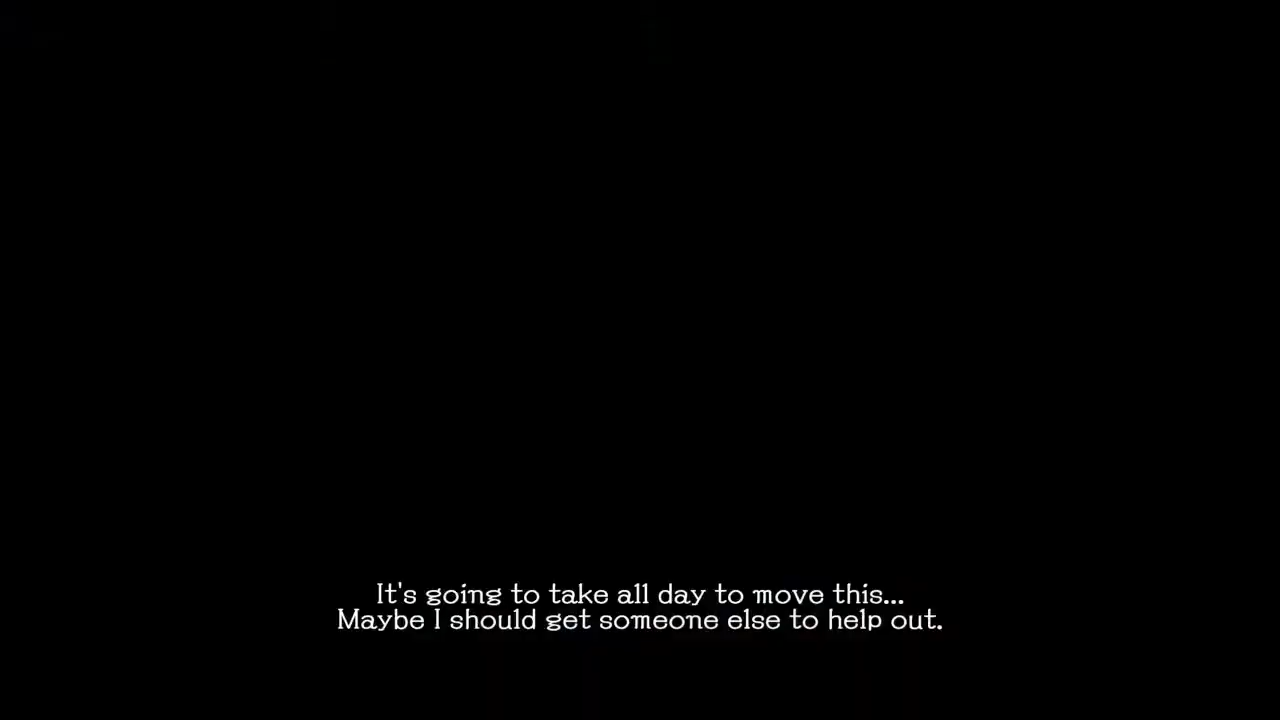 It's going to take all day to move this...
Maybe I should get someone else to help out.